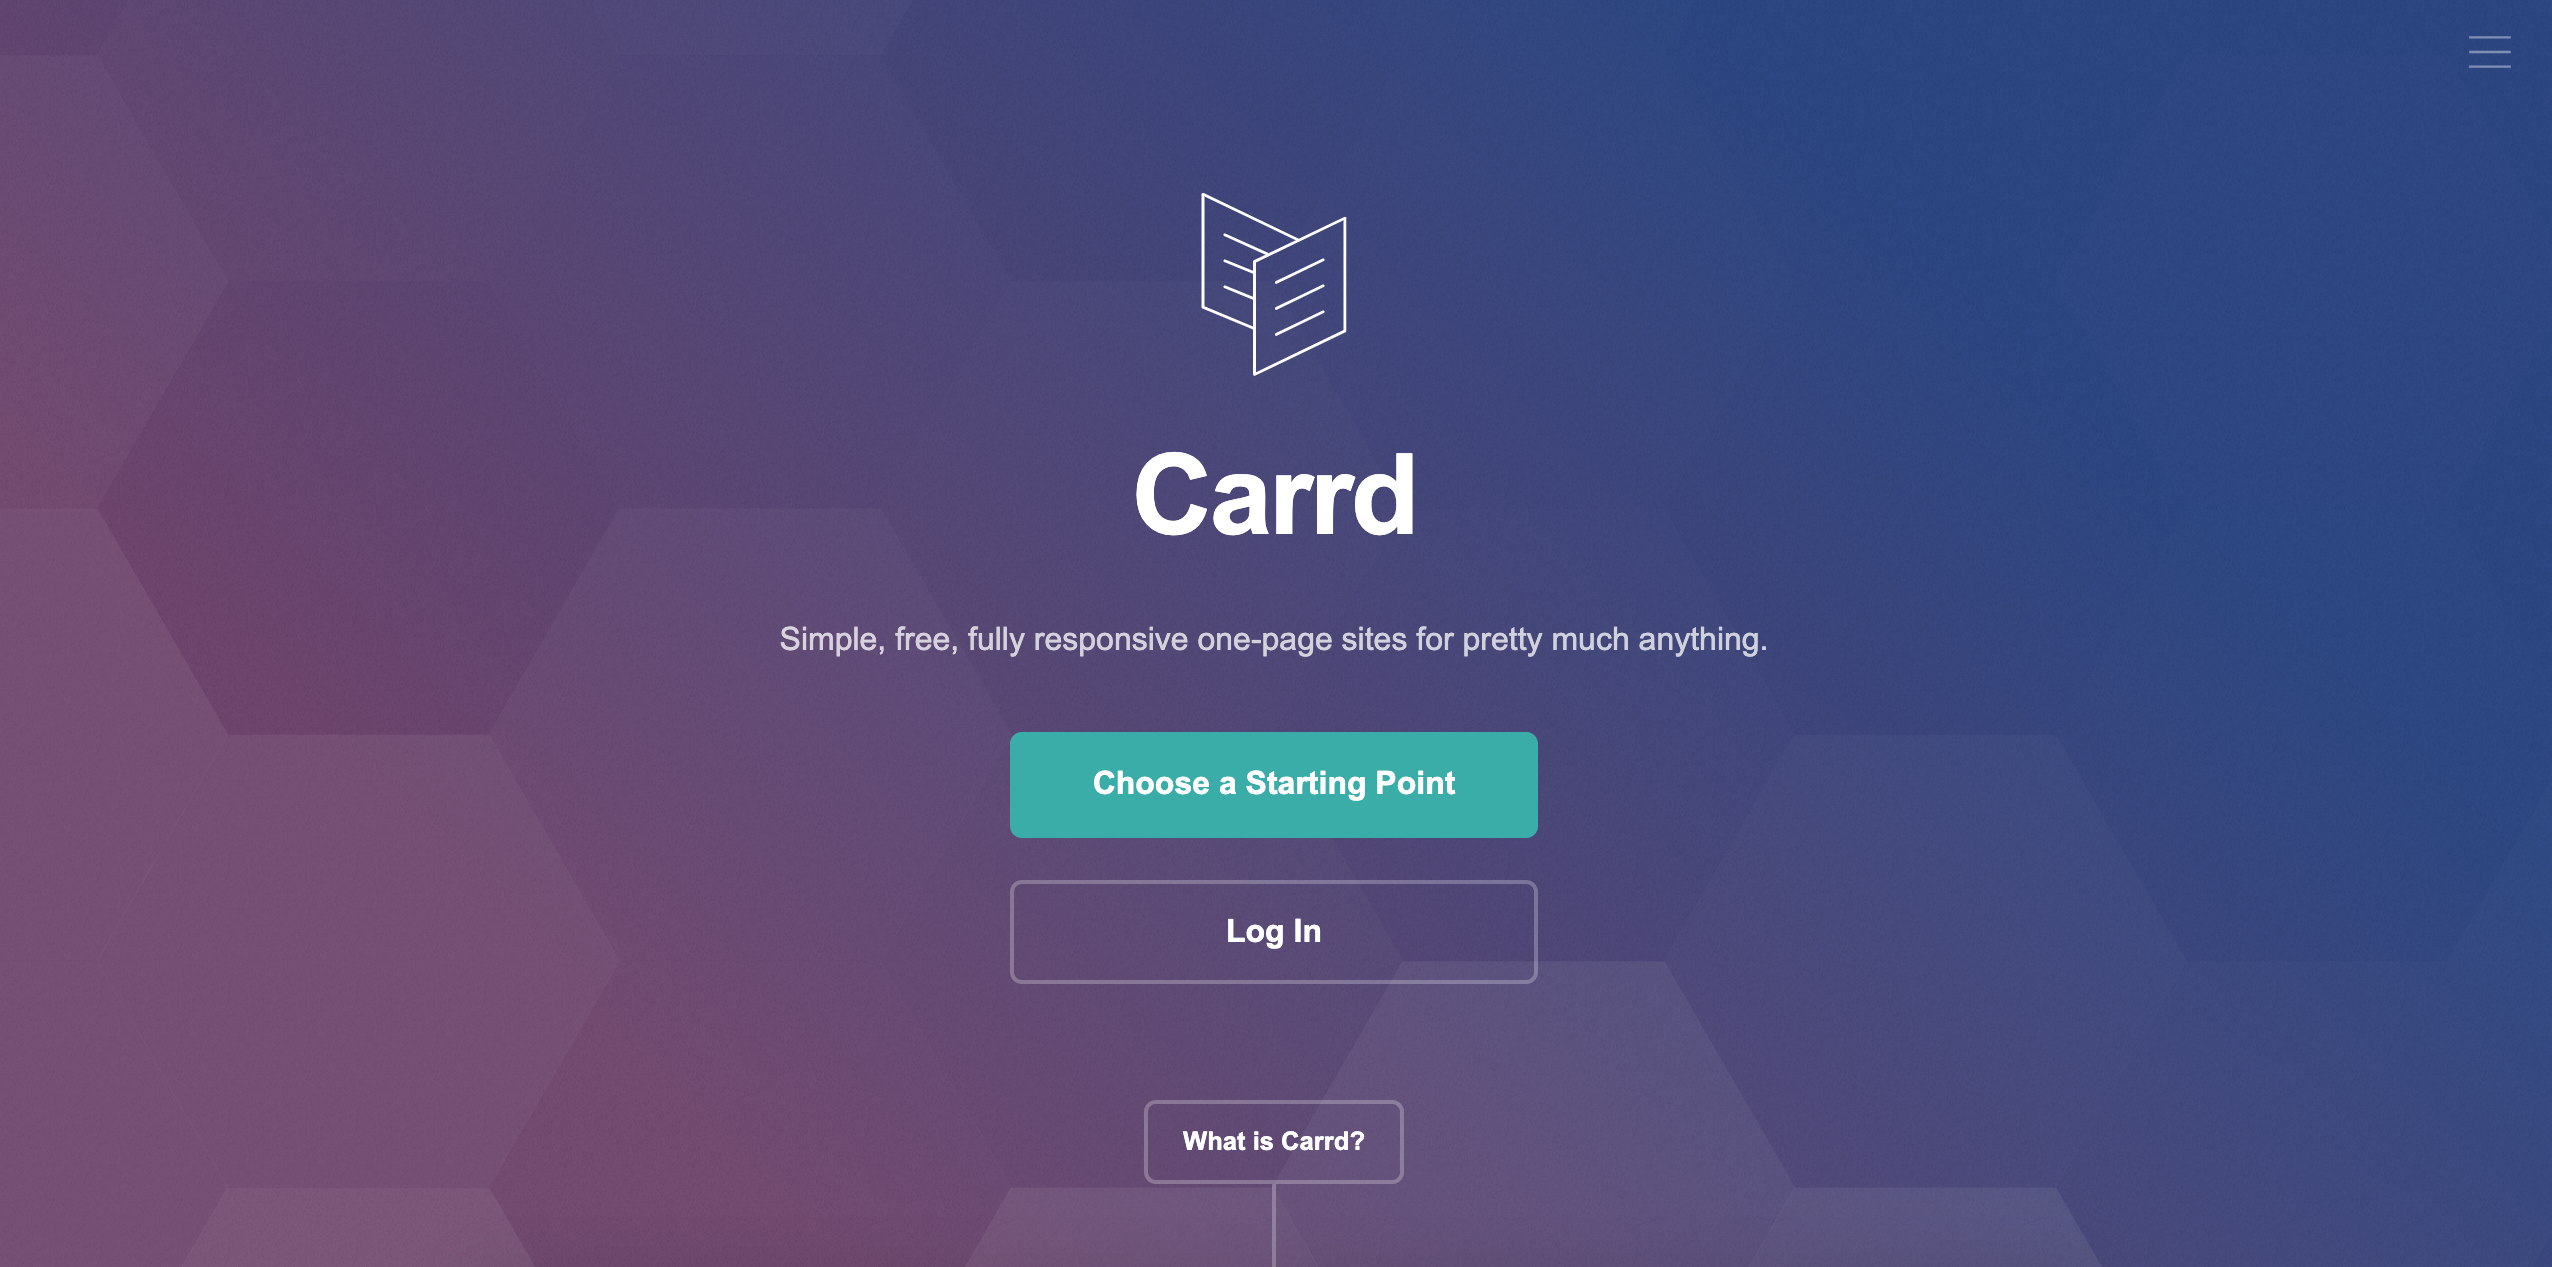 Carrd
Simple, free, fully responsive one-page sites for pretty much anything.
Choose a Starting Point
Log In
What is Carrd?